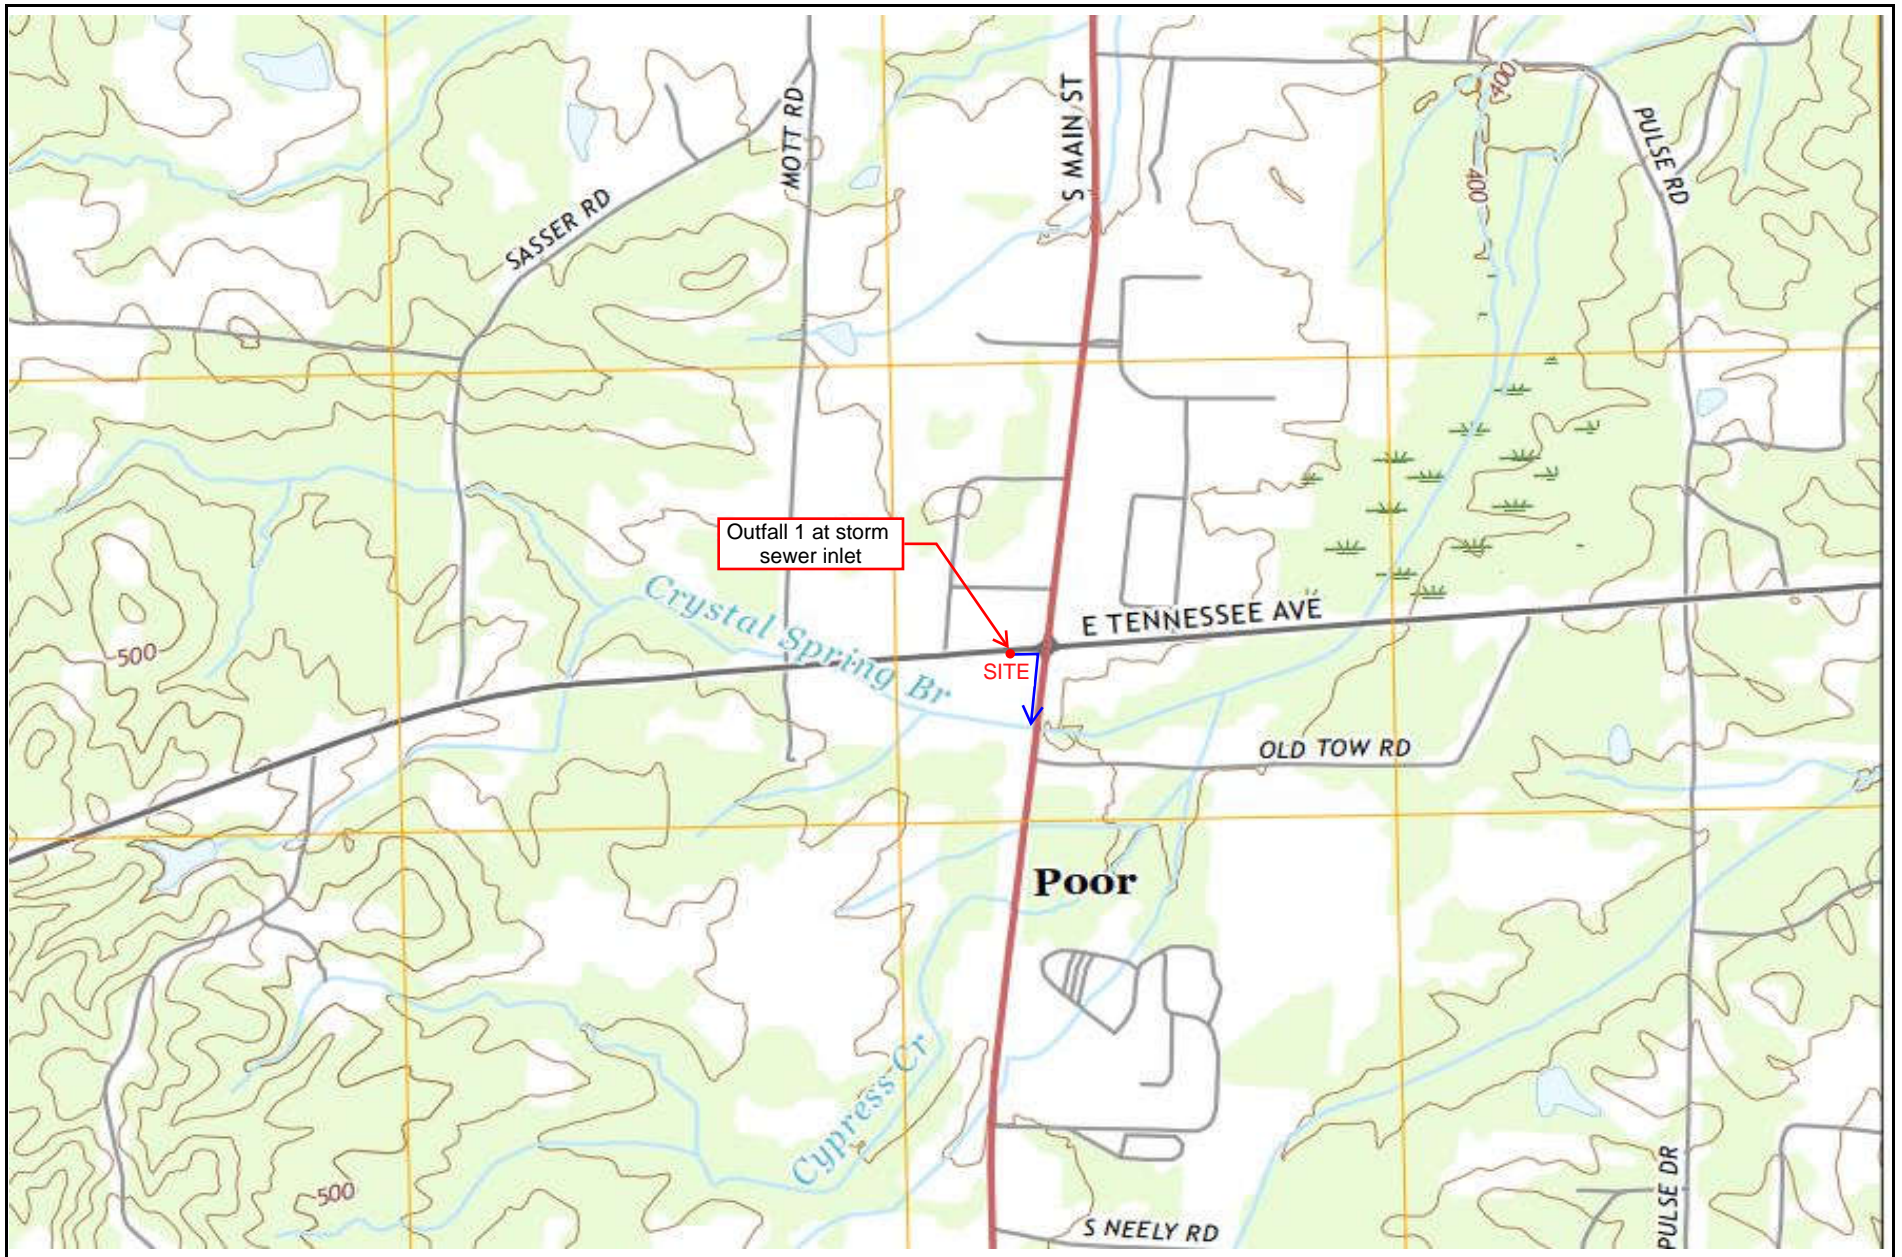 400
S MAIN ST
MOTT RD
PULSE RD
400
SASSER RD
Outfall 1 at storm
sewer inlet
Crystal Spring Br
E TENNESSEE AVE
500
SITE
OLD TOW RD
Poor
Cypress Cr
500
PULSE DR
S NEELY RD